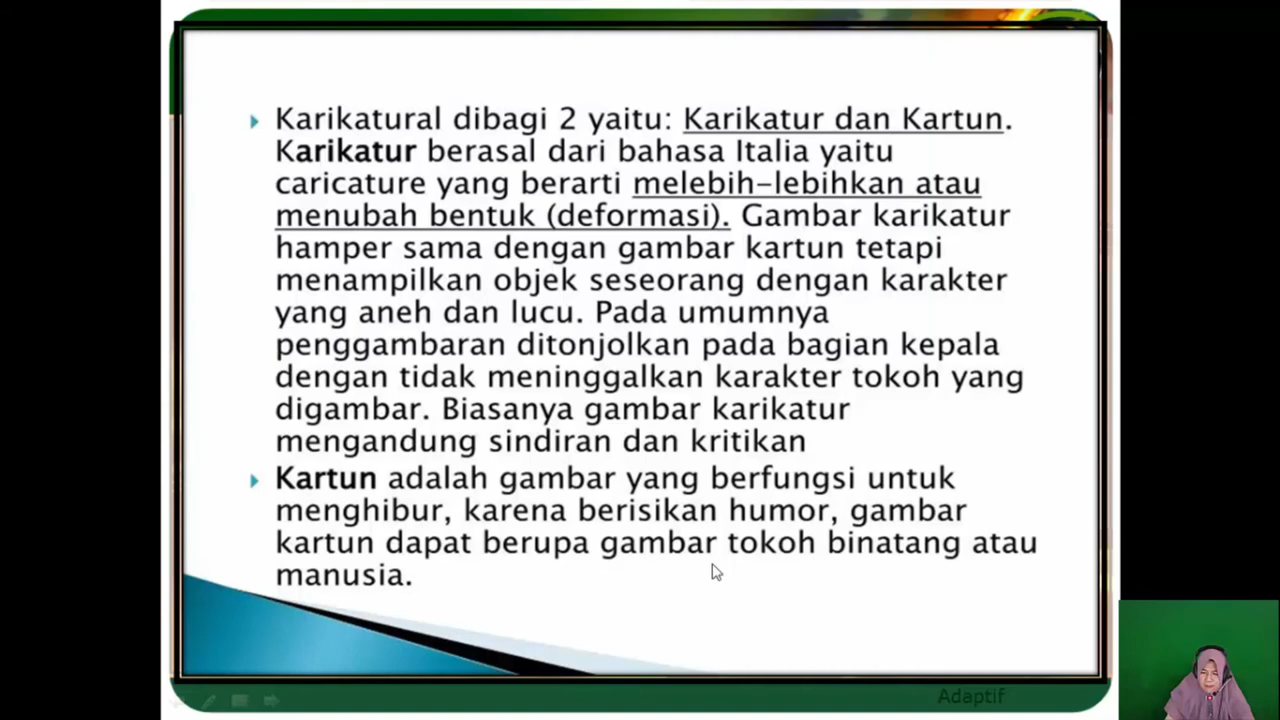 Karikatural dibagi 2 yaitu: Karikatur dan Kartun.
Karikatur berasal dari bahasa Italia yaitu
caricature yang berarti melebih-lebihkan atau
menubah bentuk (deformasi). Gambar karikatur
hamper sama dengan gambar kartun tetapi
menampilkan objek seseorang dengan karakter
yang aneh dan lucu. Pada umumnya
penggambaran ditonjolkan pada bagian kepala
dengan tidak meninggalkan karakter tokoh yang
digambar. Biasanya gambar karikatur
mengandung sindiran dan kritikan
Kartun adalah gambar yang berfungsi untuk
menghibur, karena berisikan humor, gambar
kartun dapat berupa gambar tokoh binatang atau
manusia.
Adaptif